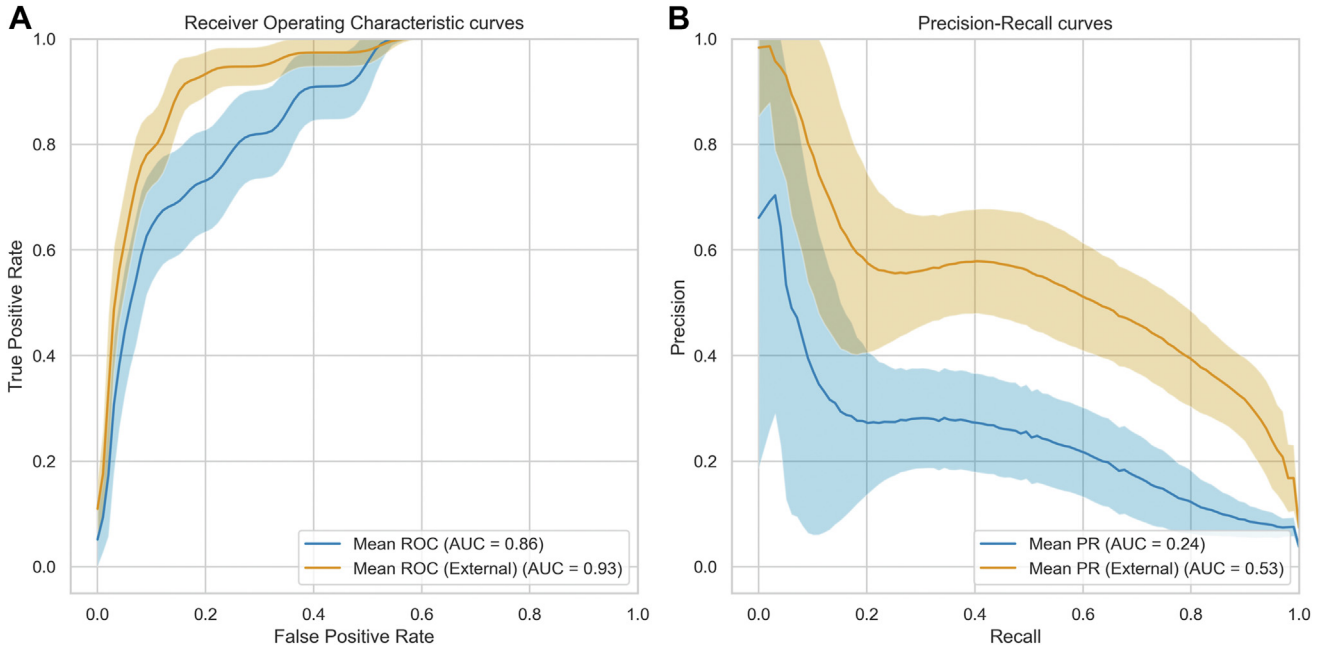 A
Receiver Operating Characteristic curves
True Positive Rate
1.0
0.8
0.6
0.4
0.2
0.0
Mean ROC (AUC = 0.86)
Mean ROC (External) (AUC = 0.93)
0.0 0.2 0.4 0.6 0.8 1.0
False Positive Rate
B
Precision-Recall curves
Precision
1.0
0.8
0.6
0.4
0.2
0.0
Mean PR (AUC = 0.24)
Mean PR (External) (AUC = 0.53)
0.0 0.2 0.4 0.6 0.8 1.0
Recall